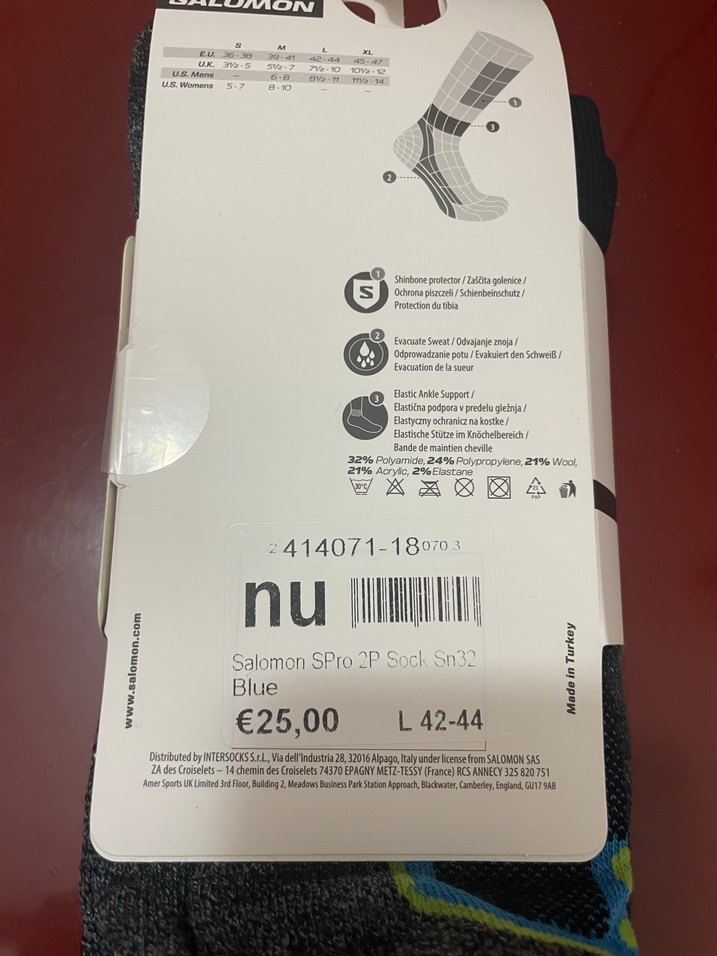 SALOMON
S M L XL
E.U. 36-38 39-41 42-44 45-47
U.K. 3½-5 5½-7 7½-10 10½-12
U.S. Mens — 6-8 8½-11 11½-14
U.S. Womens 5-7 8-10 — —
1
3
2
1
S
Shinbone protector / Zaščita golenice /
Ochrona piszczeli / Schienbeinschutz /
Protection du tibia
2
Evacuate Sweat / Odvajanje znoja /
Odprowadzanie potu / Evakuiert den Schweiß /
Evacuation de la sueur
3
Elastic Ankle Support /
Elastična podpora v predelu gležnja /
Elastyczny ochranicz na kostke /
Elastische Stütze im Knöchelbereich /
Bande de maintien cheville
32% Polyamide, 24% Polypropylene, 21% Wool,
21% Acrylic, 2% Elastane
30°C
21
PAP
2 414071-18 070 3
nu
Salomon SPro 2P Sock Sn32
Blue
€25,00 L 42-44
www.salomon.com
Made in Turkey
Distributed by INTERSOCKS S.r.L., Via dell'Industria 28, 32016 Alpago, Italy under license from SALOMON SAS
ZA des Croiselets – 14 chemin des Croiselets 74370 EPAGNY METZ-TESSY (France) RCS ANNECY 325 820 751
Amer Sports UK Limited 3rd Floor, Building 2, Meadows Business Park Station Approach, Blackwater, Camberley, England, GU17 9AB